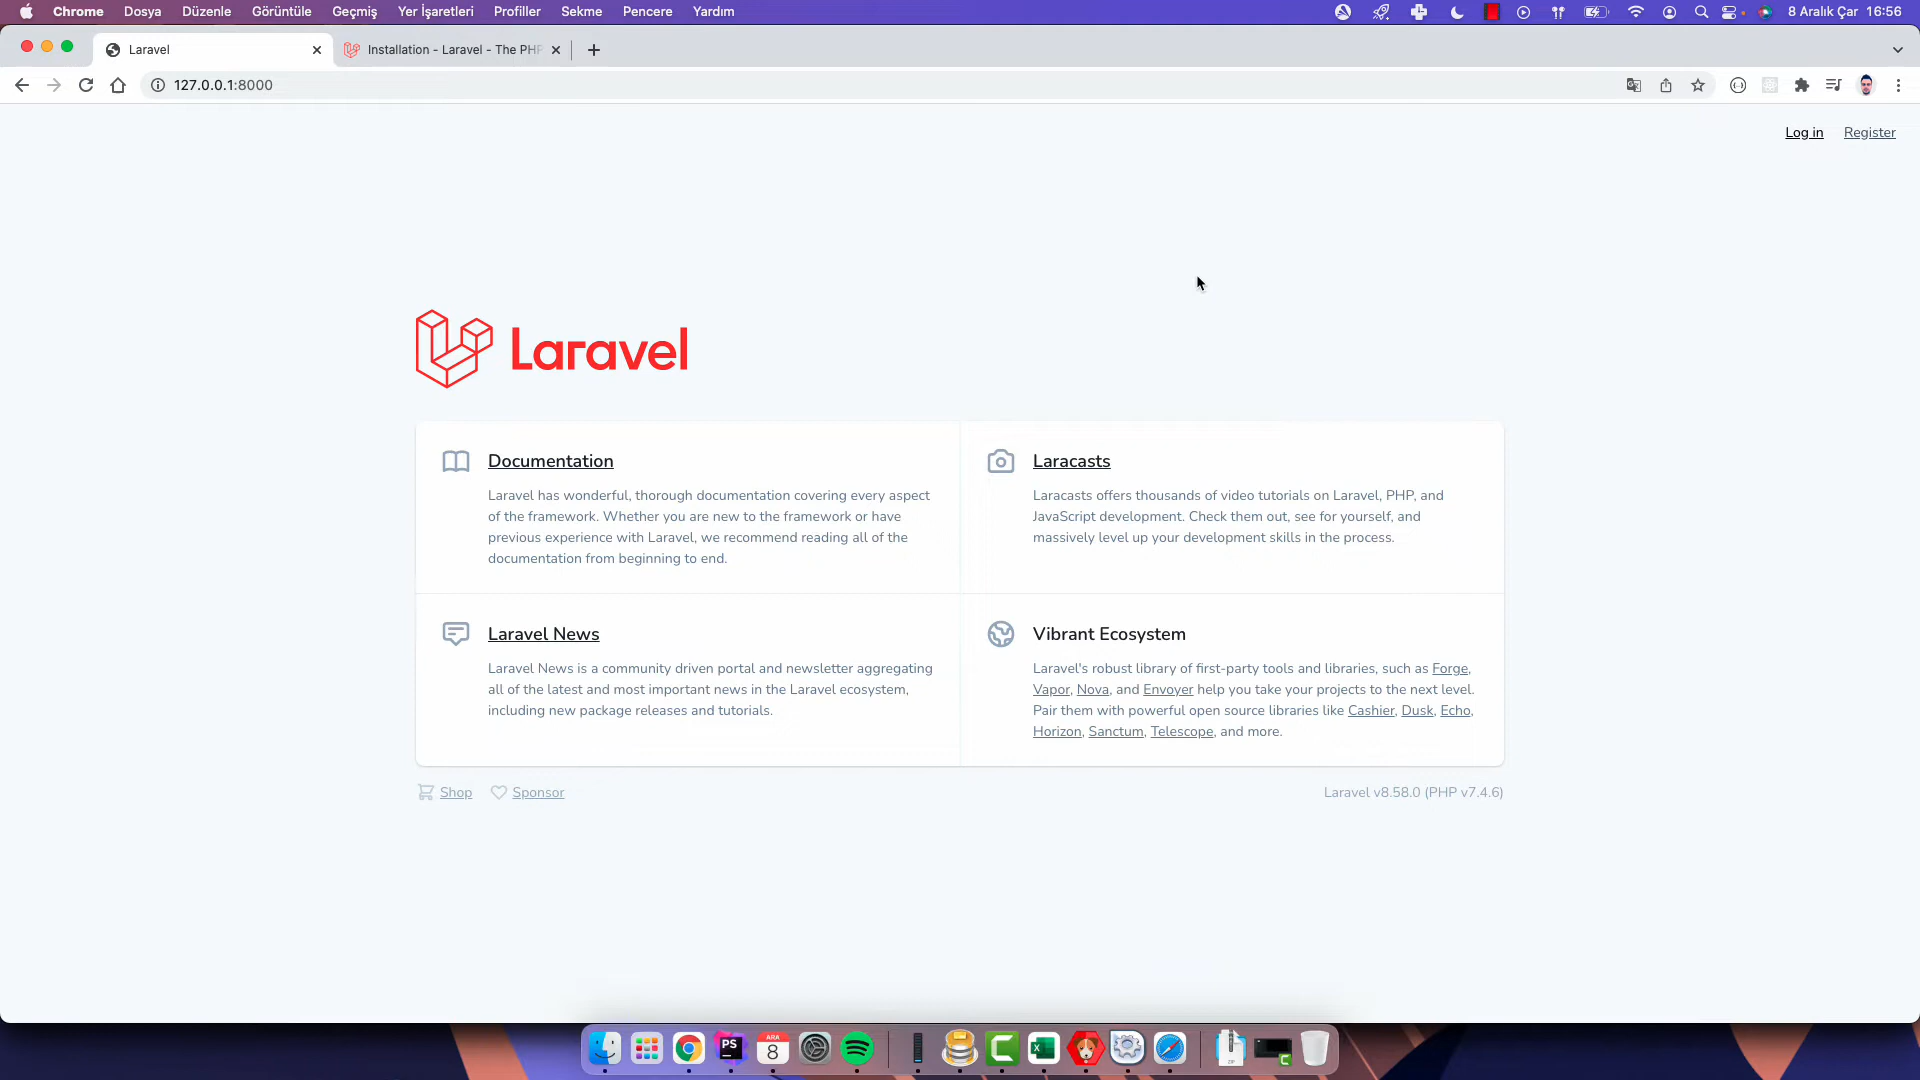 Chrome Dosya Düzenle Görüntüle Geçmiş Yer İşaretleri Profiller Sekme Pencere Yardım 8 Aralık Çar 16:56
Laravel Installation - Laravel - The PHP
127.0.0.1:8000
Log in Register
Laravel
Documentation
Laravel has wonderful, thorough documentation covering every aspect
of the framework. Whether you are new to the framework or have
previous experience with Laravel, we recommend reading all of the
documentation from beginning to end.
Laracasts
Laracasts offers thousands of video tutorials on Laravel, PHP, and
JavaScript development. Check them out, see for yourself, and
massively level up your development skills in the process.
Laravel News
Laravel News is a community driven portal and newsletter aggregating
all of the latest and most important news in the Laravel ecosystem,
including new package releases and tutorials.
Vibrant Ecosystem
Laravel's robust library of first-party tools and libraries, such as Forge,
Vapor, Nova, and Envoyer help you take your projects to the next level.
Pair them with powerful open source libraries like Cashier, Dusk, Echo,
Horizon, Sanctum, Telescope, and more.
Shop Sponsor Laravel v8.58.0 (PHP v7.4.6)
PS
ARA
8
ZIP